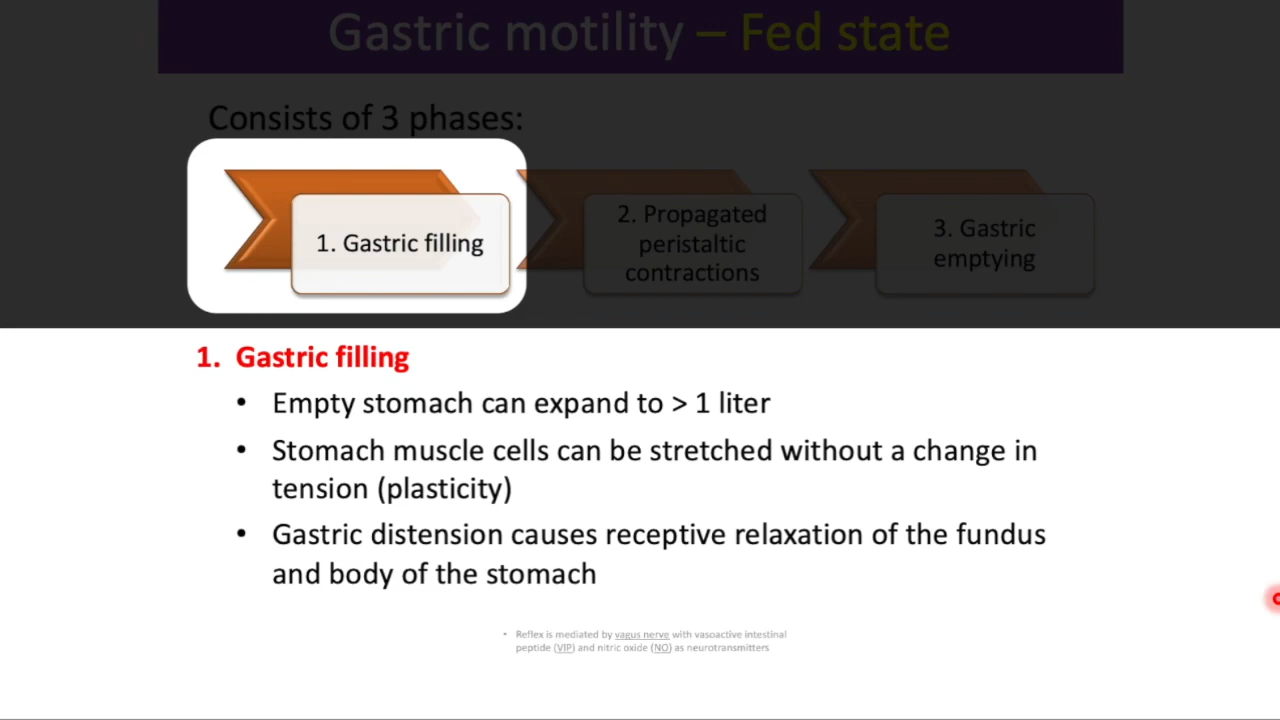 Gastric motility – Fed state
Consists of 3 phases:
1. Gastric filling
2. Propagated
peristaltic
contractions
3. Gastric
emptying
1. Gastric filling
• Empty stomach can expand to > 1 liter
• Stomach muscle cells can be stretched without a change in
tension (plasticity)
• Gastric distension causes receptive relaxation of the fundus
and body of the stomach
• Reflex is mediated by vagus nerve with vasoactive intestinal
peptide (VIP) and nitric oxide (NO) as neurotransmitters